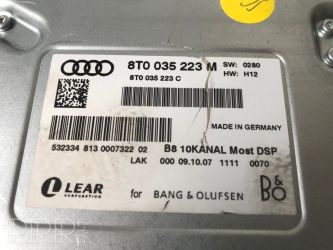 8T0 035 223 M SW: 0280
8T0 035 223 C HW: H12
MADE IN GERMANY
532334 813 0007322 02 B8 10KANAL Most DSP
LAK 000 09.10.07 1111 0070
LEAR for BANG & OLUFSEN B&O
CORPORATION